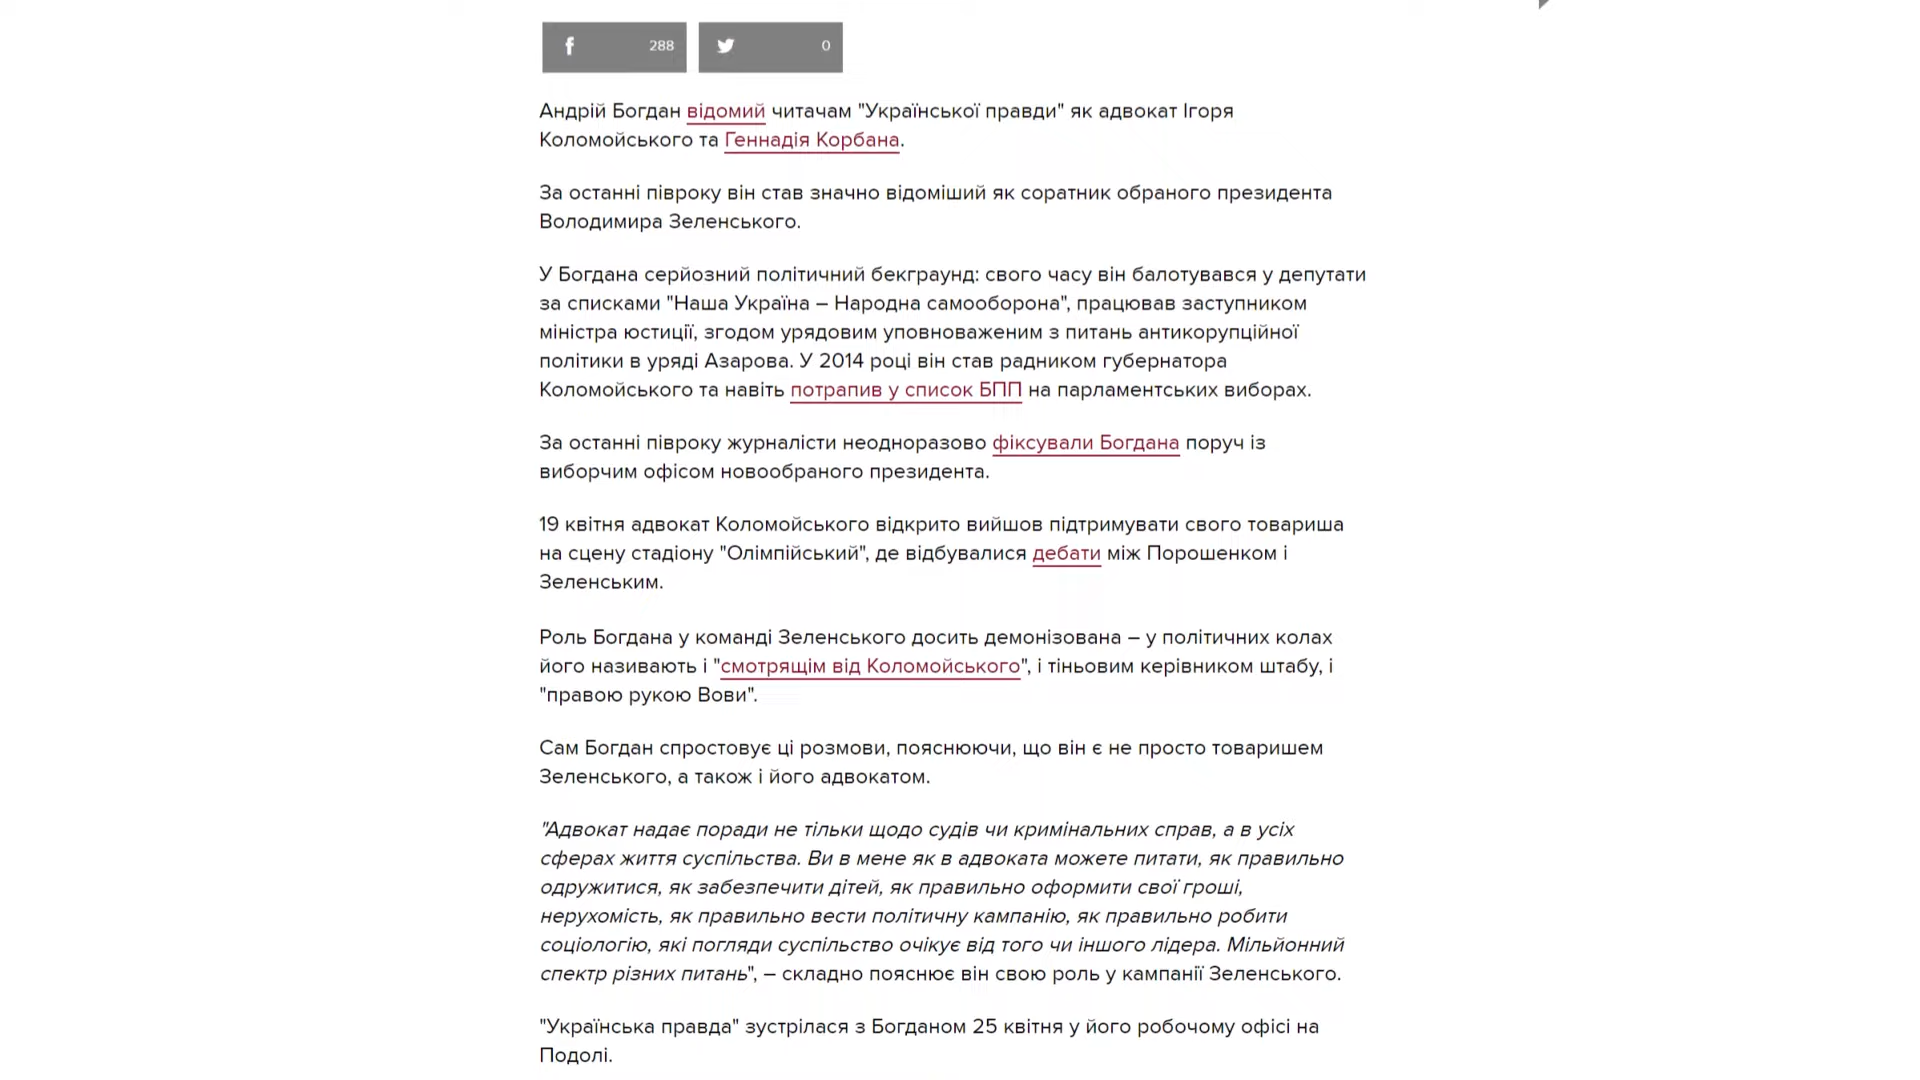 288
0
Андрій Богдан відомий читачам "Української правди" як адвокат Ігоря
Коломойського та Геннадія Корбана.
За останні півроку він став значно відоміший як соратник обраного президента
Володимира Зеленського.
У Богдана серйозний політичний бекграунд: свого часу він балотувався у депутати
за списками "Наша Україна – Народна самооборона", працював заступником
міністра юстиції, згодом урядовим уповноваженим з питань антикорупційної
політики в уряді Азарова. У 2014 році він став радником губернатора
Коломойського та навіть потрапив у список БПП на парламентських виборах.
За останні півроку журналісти неодноразово фіксували Богдана поруч із
виборчим офісом новообраного президента.
19 квітня адвокат Коломойського відкрито вийшов підтримувати свого товариша
на сцену стадіону "Олімпійський", де відбувалися дебати між Порошенком і
Зеленським.
Роль Богдана у команді Зеленського досить демонізована – у політичних колах
його називають і "смотрящім від Коломойського", і тіньовим керівником штабу, і
"правою рукою Вови".
Сам Богдан спростовує ці розмови, пояснюючи, що він є не просто товаришем
Зеленського, а також і його адвокатом.
"Адвокат надає поради не тільки щодо судів чи кримінальних справ, а в усіх
сферах життя суспільства. Ви в мене як в адвоката можете питати, як правильно
одружитися, як забезпечити дітей, як правильно оформити свої гроші,
нерухомість, як правильно вести політичну кампанію, як правильно робити
соціологію, які погляди суспільство очікує від того чи іншого лідера. Мільйонний
спектр різних питань", – складно пояснює він свою роль у кампанії Зеленського.
"Українська правда" зустрілася з Богданом 25 квітня у його робочому офісі на
Подолі.